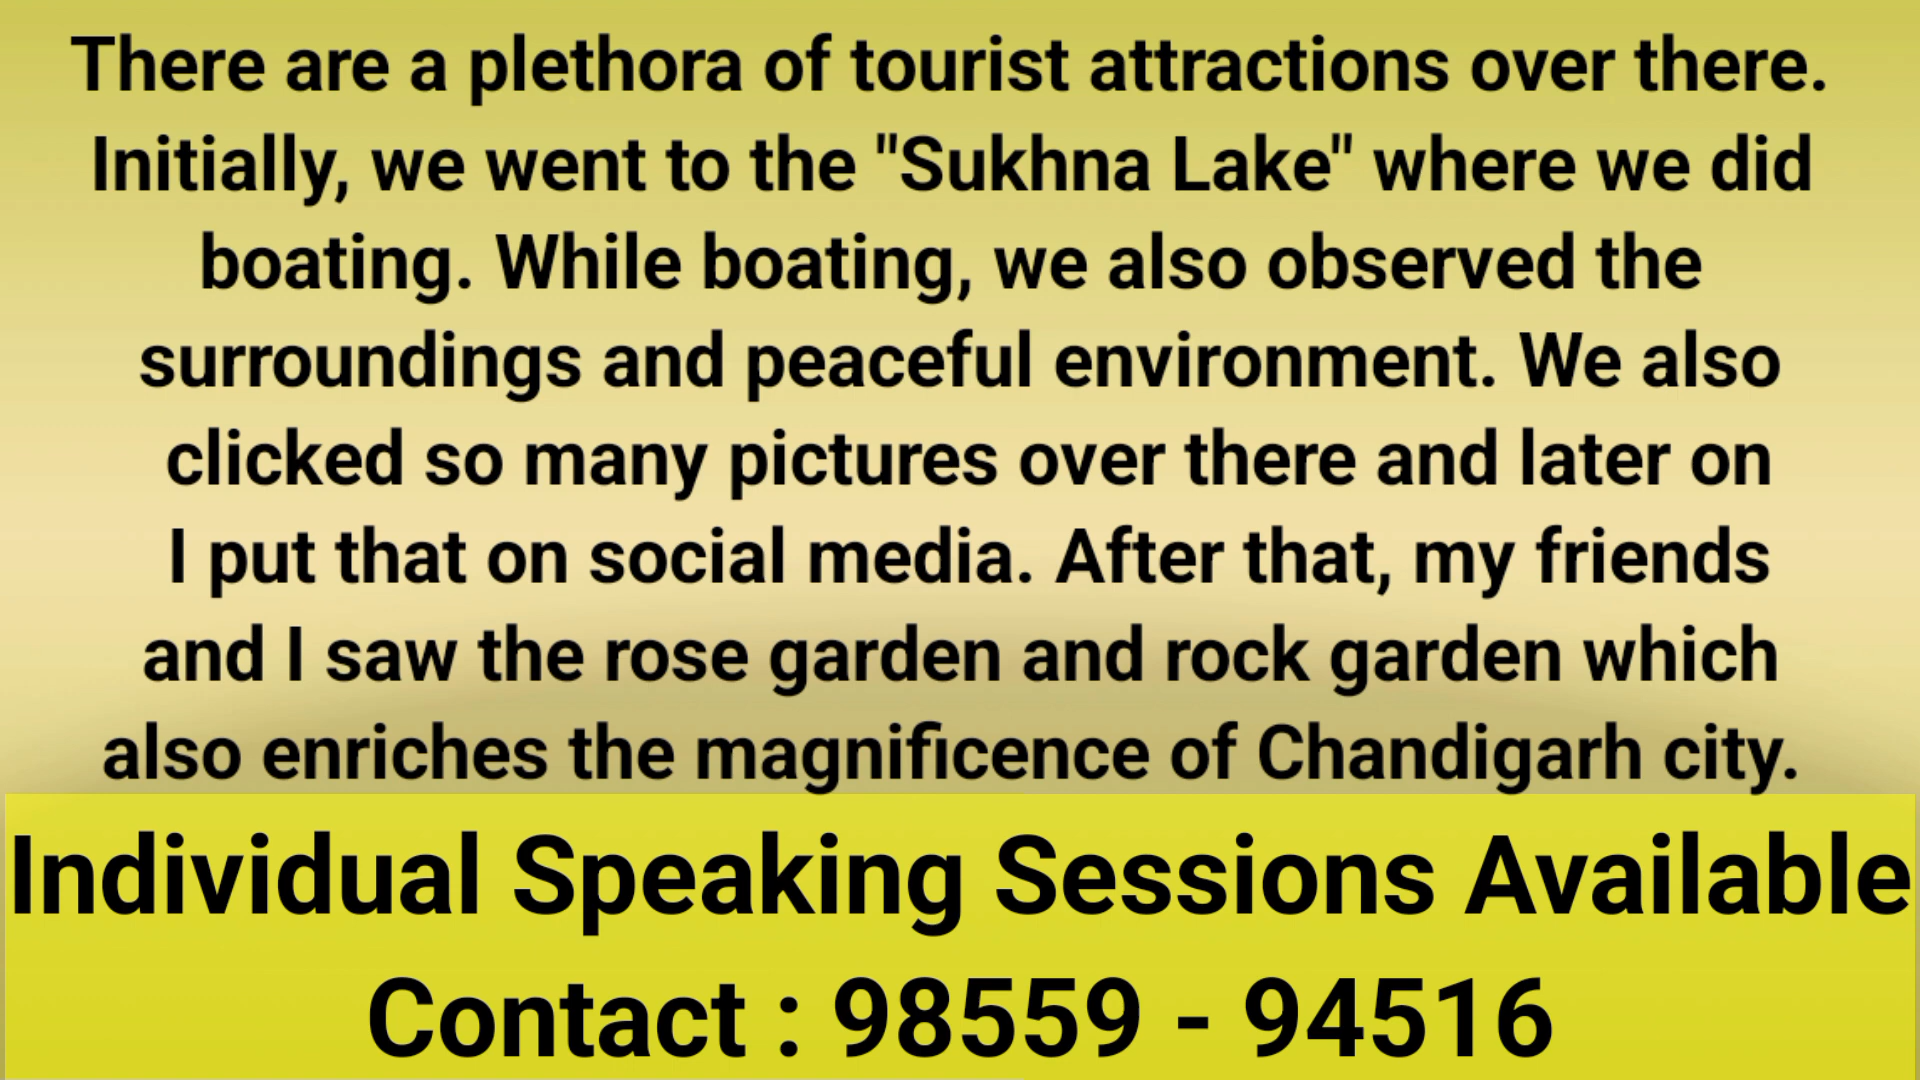 There are a plethora of tourist attractions over there.
Initially, we went to the "Sukhna Lake" where we did
boating. While boating, we also observed the
surroundings and peaceful environment. We also
clicked so many pictures over there and later on
I put that on social media. After that, my friends
and I saw the rose garden and rock garden which
also enriches the magnificence of Chandigarh city.
Individual Speaking Sessions Available
Contact : 98559 - 94516